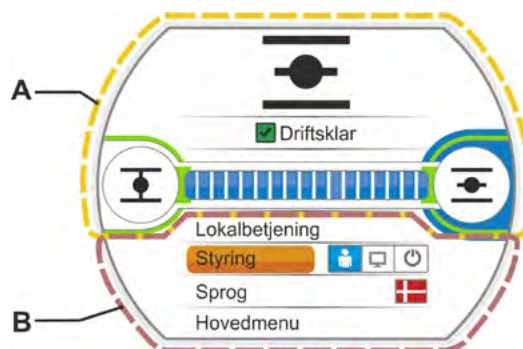 A
Driftsklar
Lokalbetjening
Styring
Sprog
B
Hovedmenu